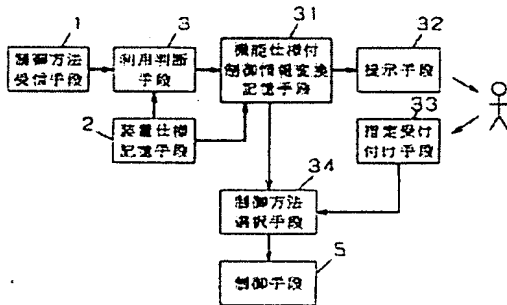 1
3
31
32
制御方法
受信手段
利用判断
手段
機能仕様付
制御情報変換
記憶手段
提示手段
33
2
装置仕様
記憶手段
指定受け
付け手段
34
制御方法
選択手段
5
制御手段